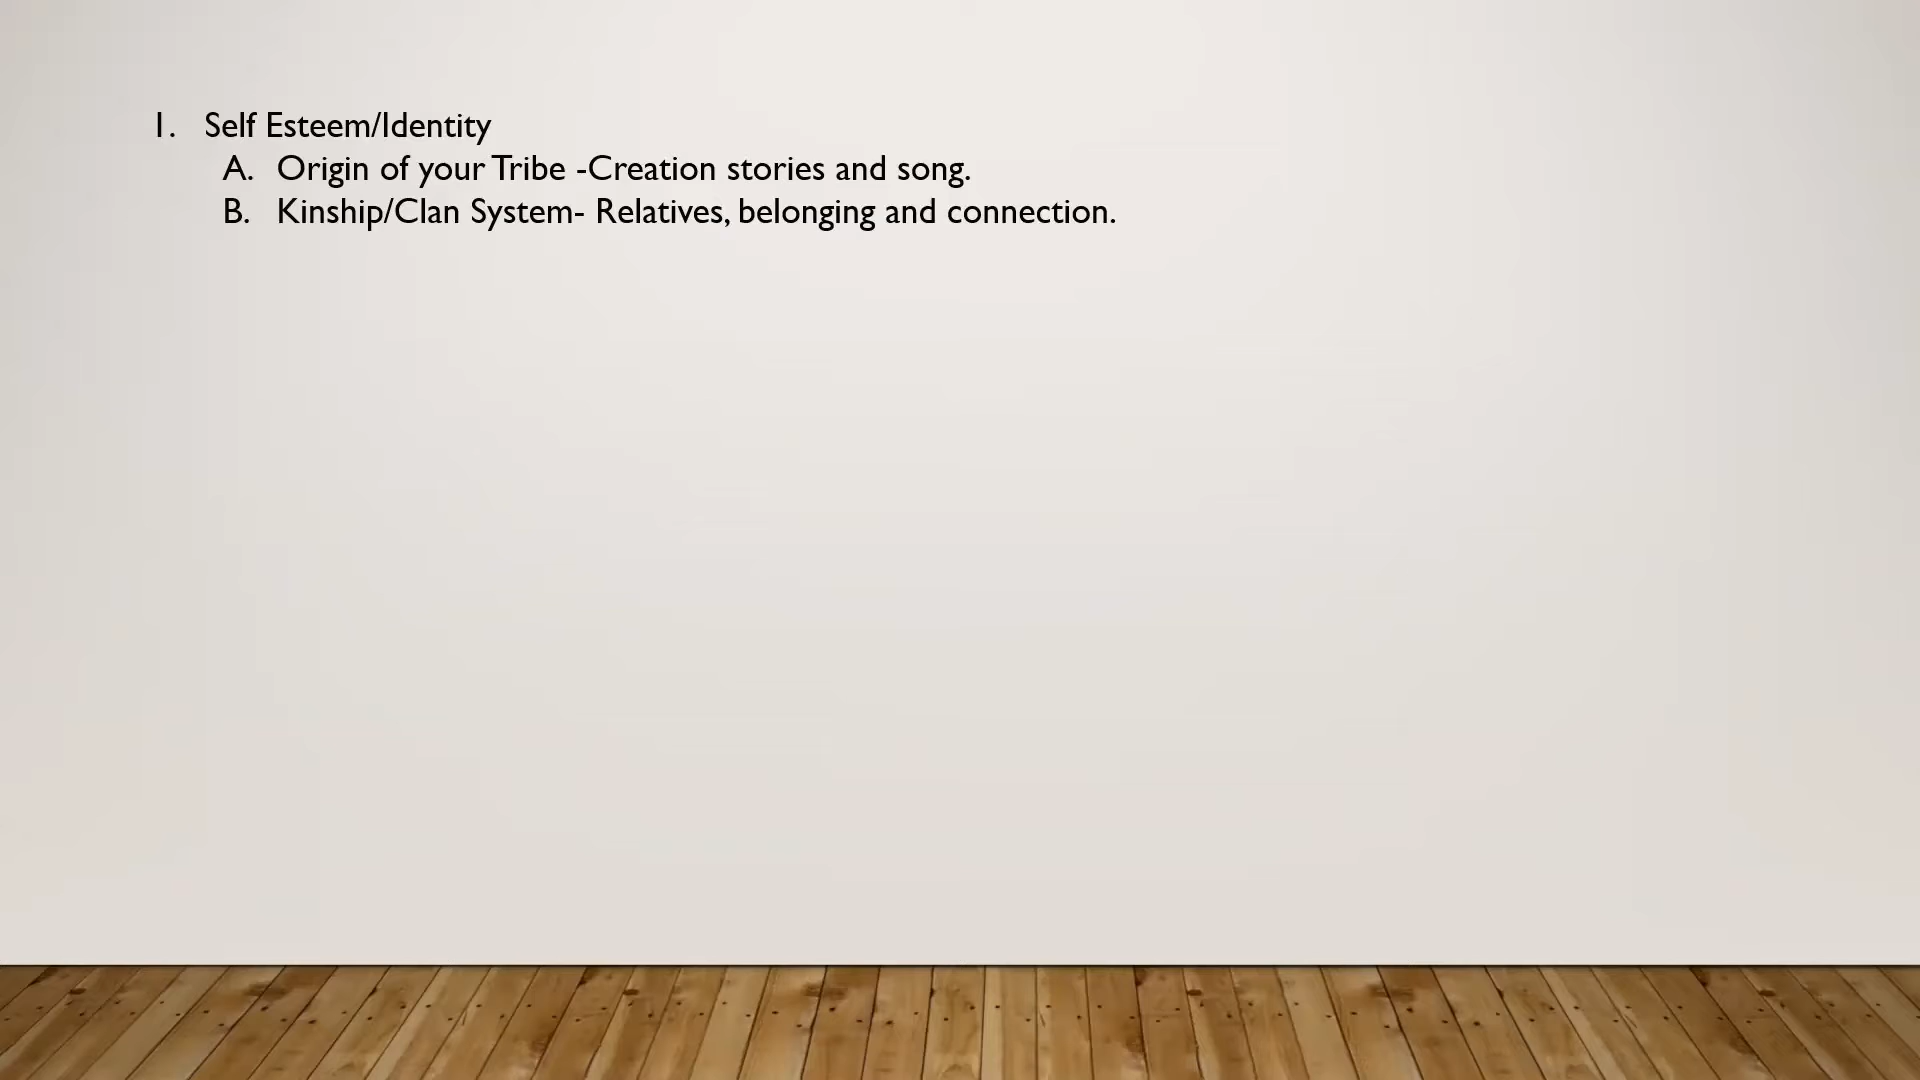 1. Self Esteem/Identity
A. Origin of your Tribe -Creation stories and song.
B. Kinship/Clan System- Relatives, belonging and connection.